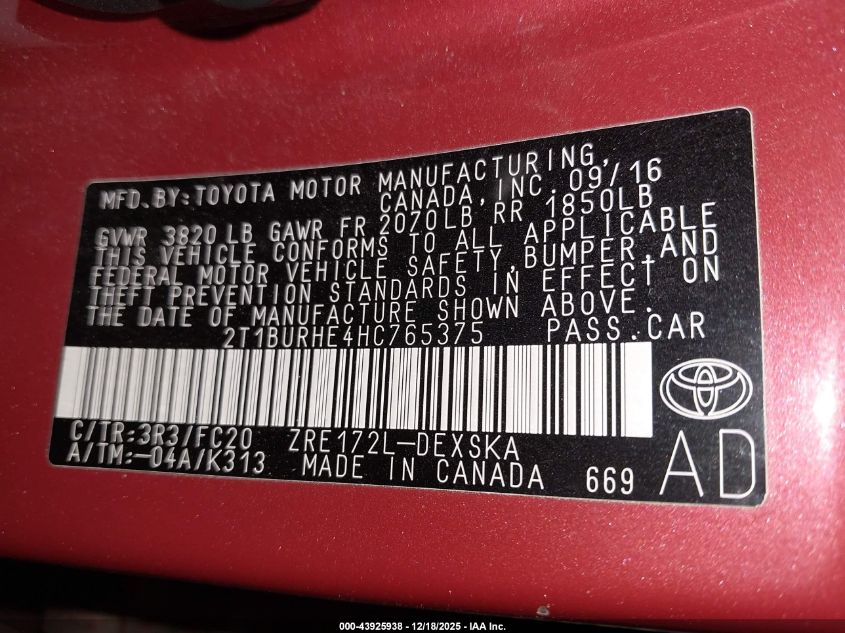 MFD. BY: TOYOTA MOTOR MANUFACTURING,
CANADA, INC. 09/16
GVWR 3820 LB GAWR FR 2070LB RR 1850LB
THIS VEHICLE CONFORMS TO ALL APPLICABLE
FEDERAL MOTOR VEHICLE SAFETY, BUMPER, AND
THEFT PREVENTION STANDARDS IN EFFECT ON
THE DATE OF MANUFACTURE SHOWN ABOVE.
2T1BURHE4HC765375 PASS. CAR
C/TR: 3R3/FC20 ZRE172L-DEXSKA
A/TM: -04A/K313 MADE IN CANADA 669 AD
000-43925938 - 12/18/2025 - IAA Inc.